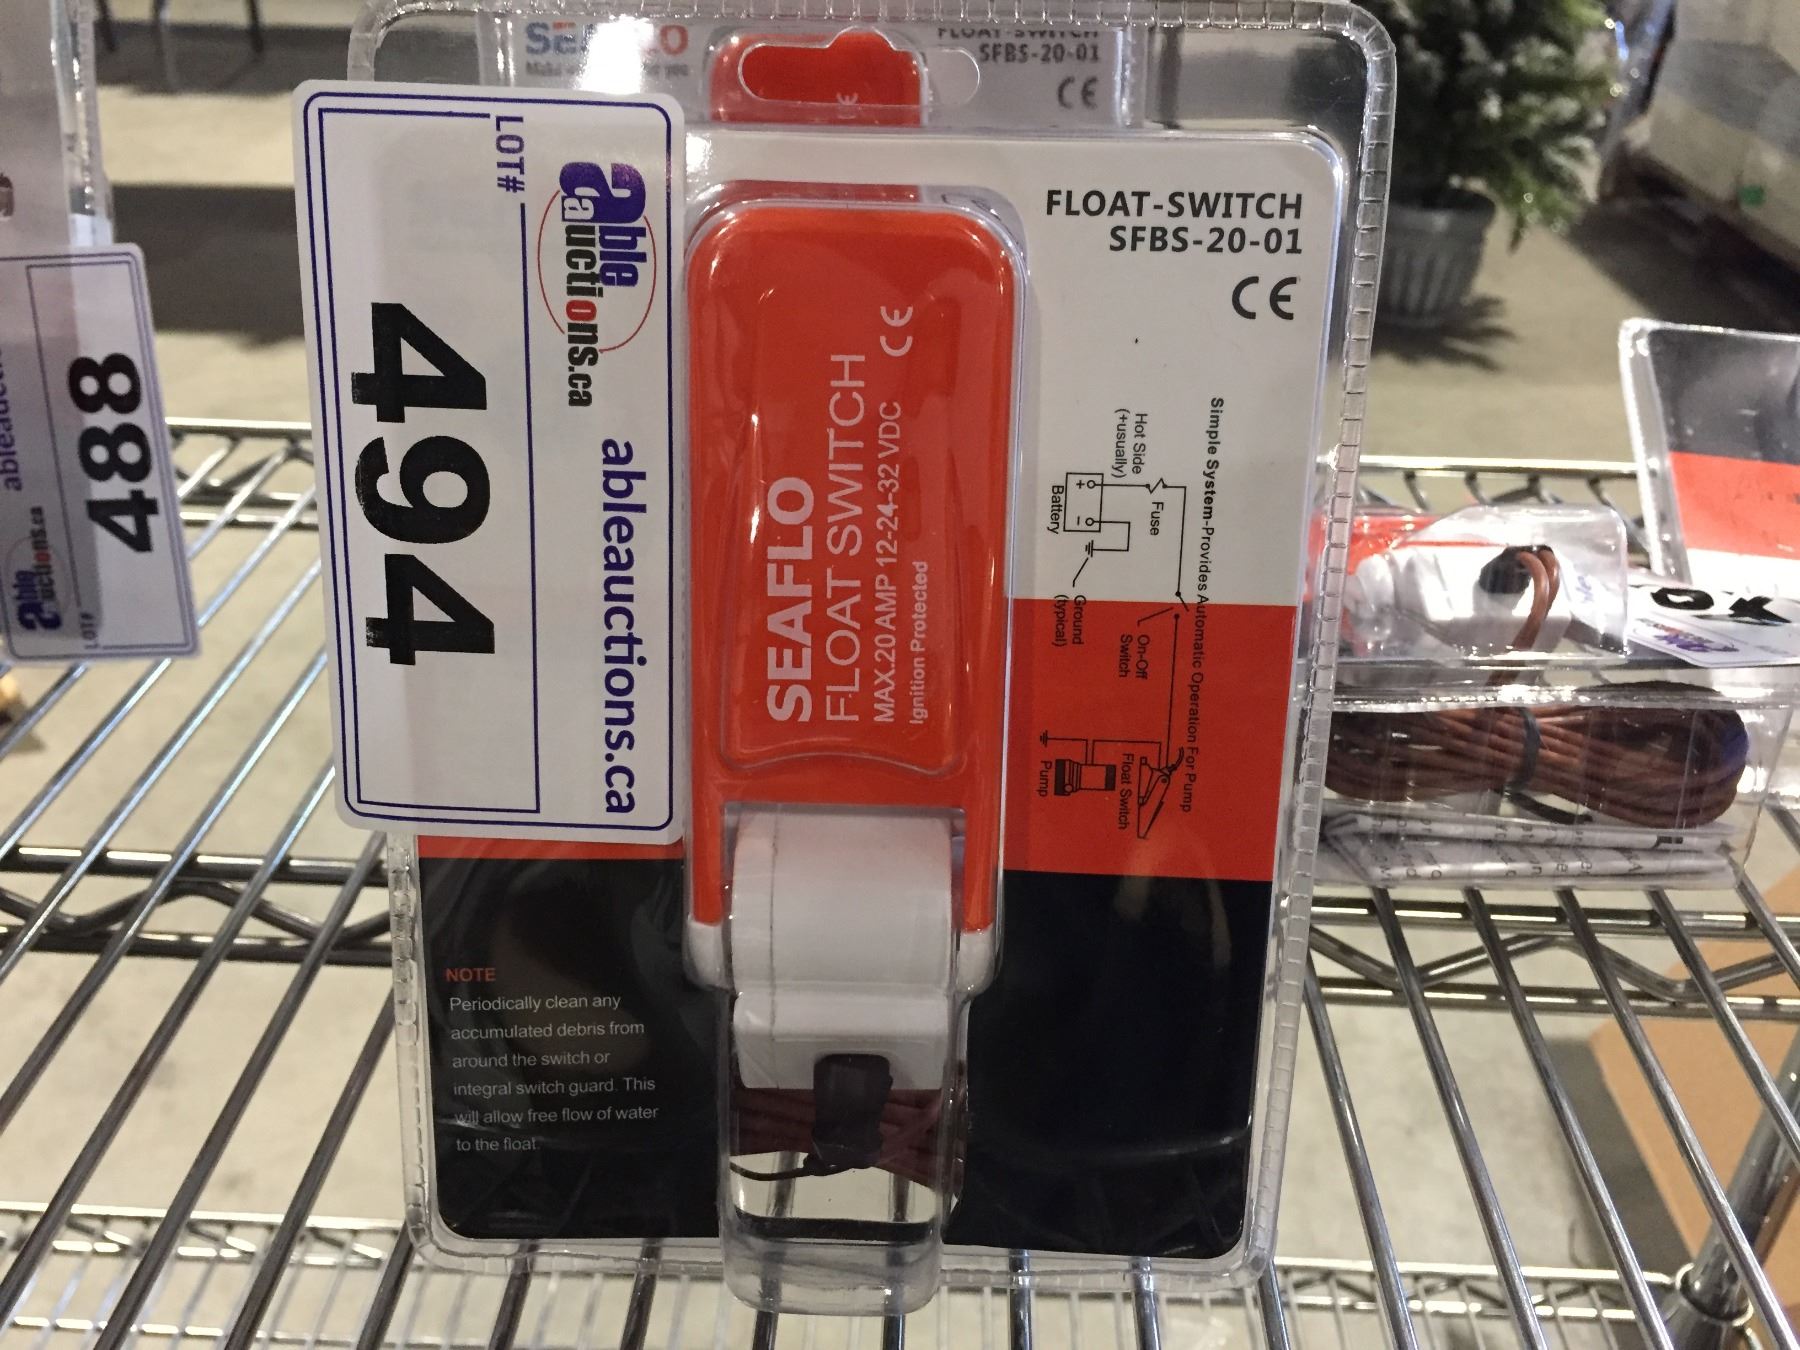 FLOAT-SWITCH
SFBS-20-01
CE
FLOAT-SWITCH
SFBS-20-01
CE
LOT#
able
auctions.ca
ableauctions.ca
494
LOT#
able
auctions.ca
488
SEAFLO
FLOAT SWITCH
MAX.20 AMP 12-24-32 VDC CE
Ignition Protected
Simple System-Provides Automatic Operation For Pump
Hot Side
(+usually)
Fuse
+ −
Battery
Ground
(typical)
On-Off
Switch
Float Switch
Pump
NOTE
Periodically clean any
accumulated debris from
around the switch or
integral switch guard. This
will allow free flow of water
to the float.